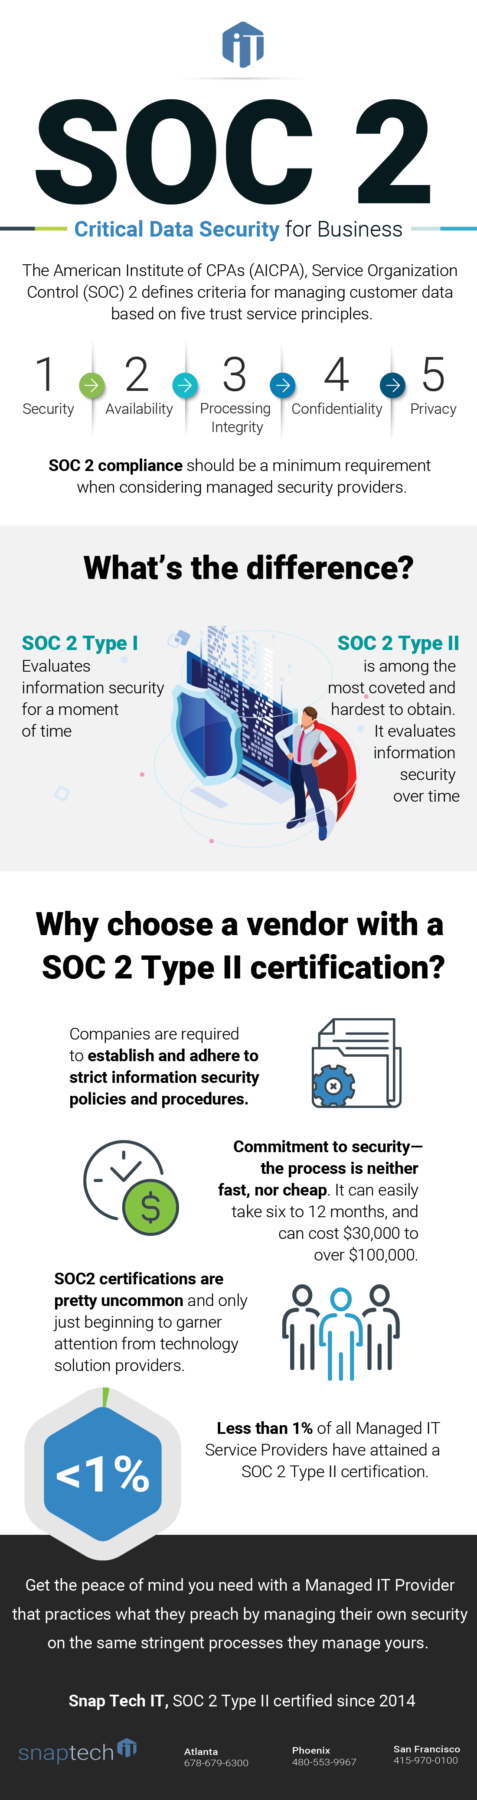 iT
SOC 2
Critical Data Security for Business
The American Institute of CPAs (AICPA), Service Organization
Control (SOC) 2 defines criteria for managing customer data
based on five trust service principles.
1
Security
2
Availability
3
Processing
Integrity
4
Confidentiality
5
Privacy
SOC 2 compliance should be a minimum requirement
when considering managed security providers.
What's the difference?
SOC 2 Type I
Evaluates
information security
for a moment
of time
SOC 2 Type II
is among the
most coveted and
hardest to obtain.
It evaluates
information
security
over time
Why choose a vendor with a
SOC 2 Type II certification?
Companies are required
to establish and adhere to
strict information security
policies and procedures.
$
Commitment to security—
the process is neither
fast, nor cheap. It can easily
take six to 12 months, and
can cost $30,000 to
over $100,000.
SOC2 certifications are
pretty uncommon and only
just beginning to garner
attention from technology
solution providers.
<1%
Less than 1% of all Managed IT
Service Providers have attained a
SOC 2 Type II certification.
Get the peace of mind you need with a Managed IT Provider
that practices what they preach by managing their own security
on the same stringent processes they manage yours.
Snap Tech IT, SOC 2 Type II certified since 2014
snaptech iT
Atlanta
678-679-6300
Phoenix
480-553-9967
San Francisco
415-970-0100